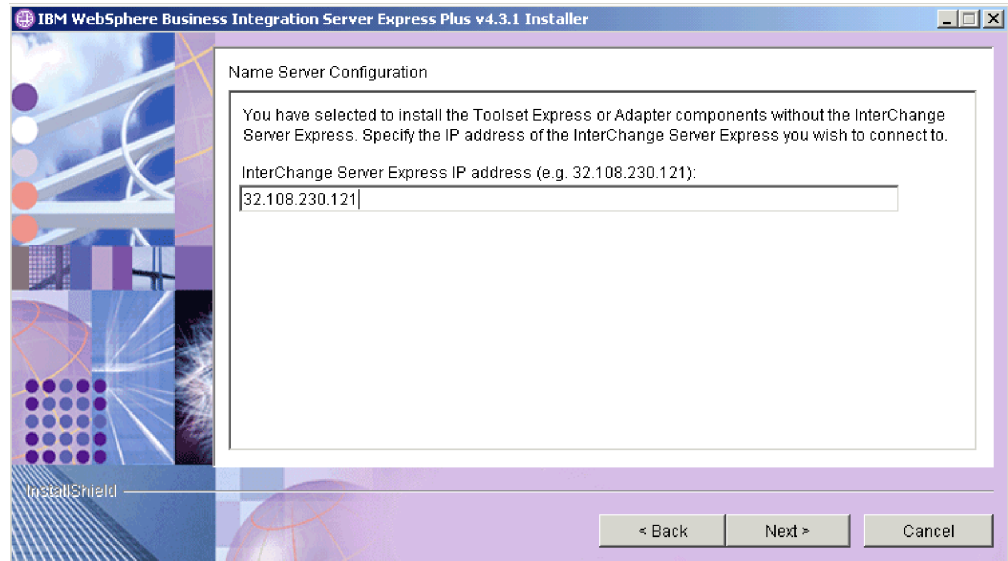 IBM WebSphere Business Integration Server Express Plus v4.3.1 Installer
Name Server Configuration
You have selected to install the Toolset Express or Adapter components without the InterChange
Server Express. Specify the IP address of the InterChange Server Express you wish to connect to.
InterChange Server Express IP address (e.g. 32.108.230.121):
32.108.230.121
InstallShield
< Back
Next >
Cancel